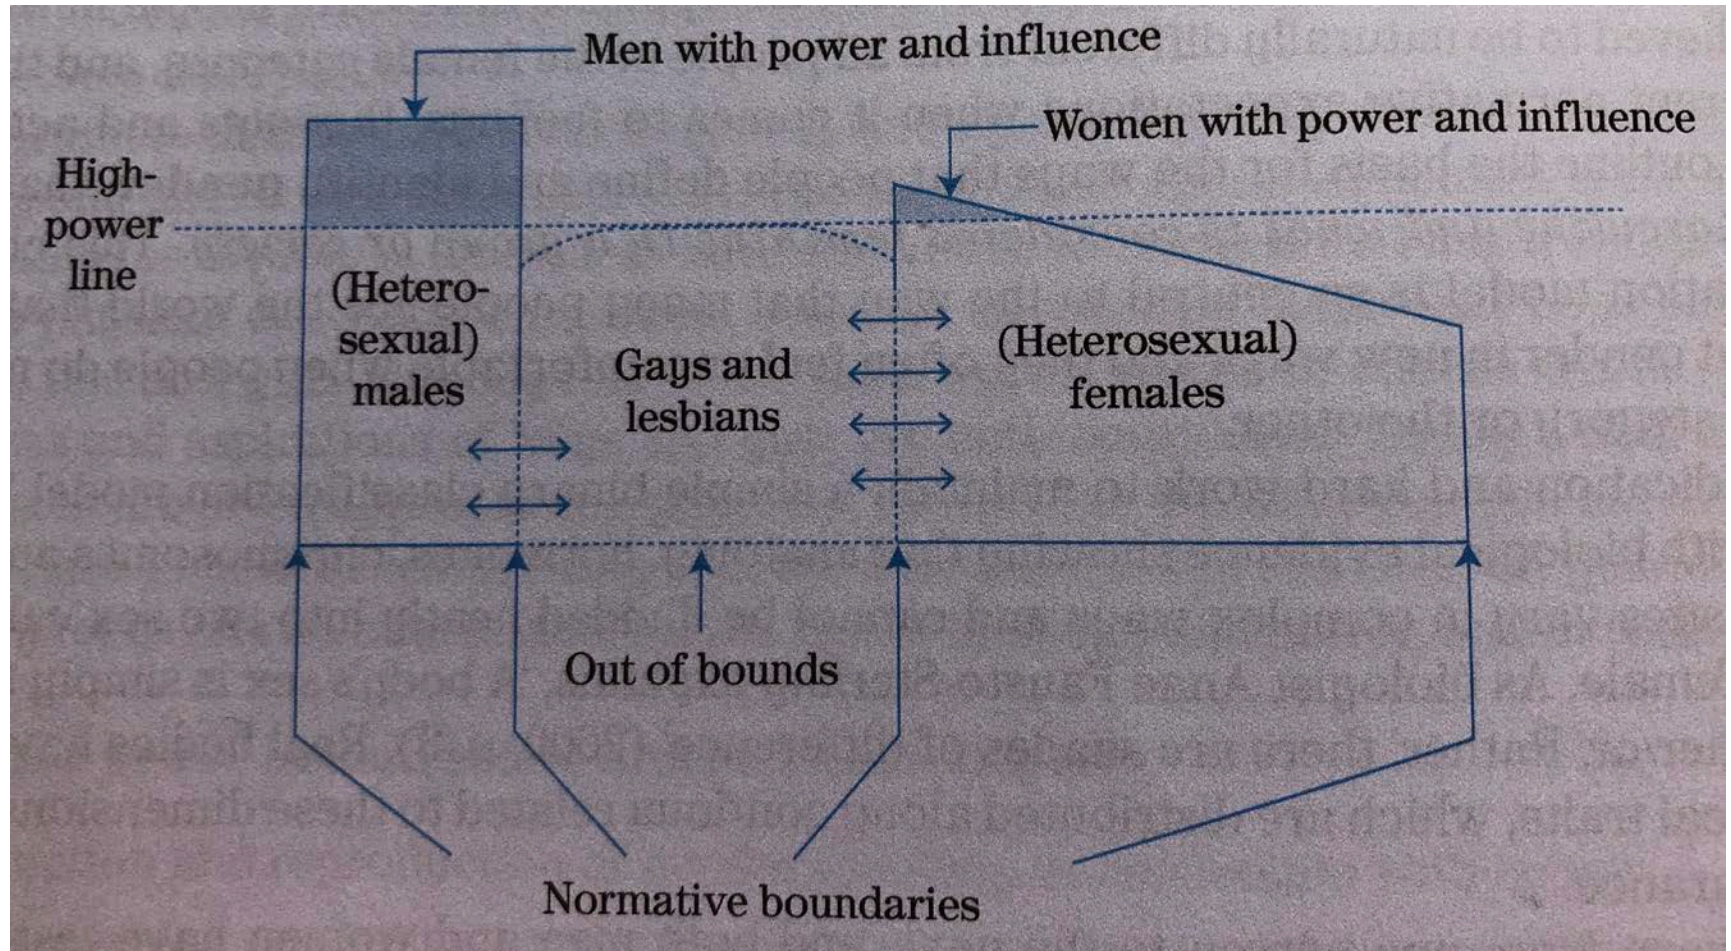 Men with power and influence
Women with power and influence
High-
power
line
(Hetero-
sexual)
males
Gays and
lesbians
(Heterosexual)
females
Out of bounds
Normative boundaries